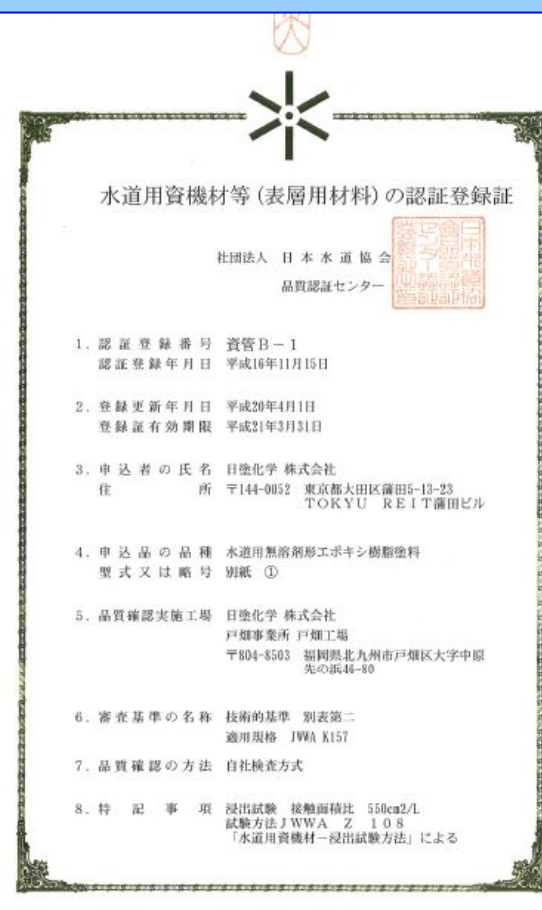 水道用資機材等(表層用材料)の認証登録証
社団法人 日本水道協会
品質認証センター
1. 認証登録番号 資管B-1
認証登録年月日 平成16年11月15日
2. 登録更新年月日 平成20年4月1日
登録証有効期限 平成21年3月31日
3. 申込者の氏名 日塗化学 株式会社
住所 〒144-0052 東京都大田区蒲田5-13-23
TOKYU REIT蒲田ビル
4. 申込品の品種 水道用無溶剤形エポキシ樹脂塗料
型式又は略号 別紙 ①
5. 品質確認実施工場 日塗化学 株式会社
戸畑事業所 戸畑工場
〒804-8503 福岡県北九州市戸畑区大字中原
先の浜46-80
6. 審査基準の名称 技術的基準 別表第二
適用規格 JWWA K157
7. 品質確認の方法 自社検査方式
8. 特記事項 浸出試験 接触面積比 550cm2/L
試験方法JWWA Z 108
「水道用資機材-浸出試験方法」による